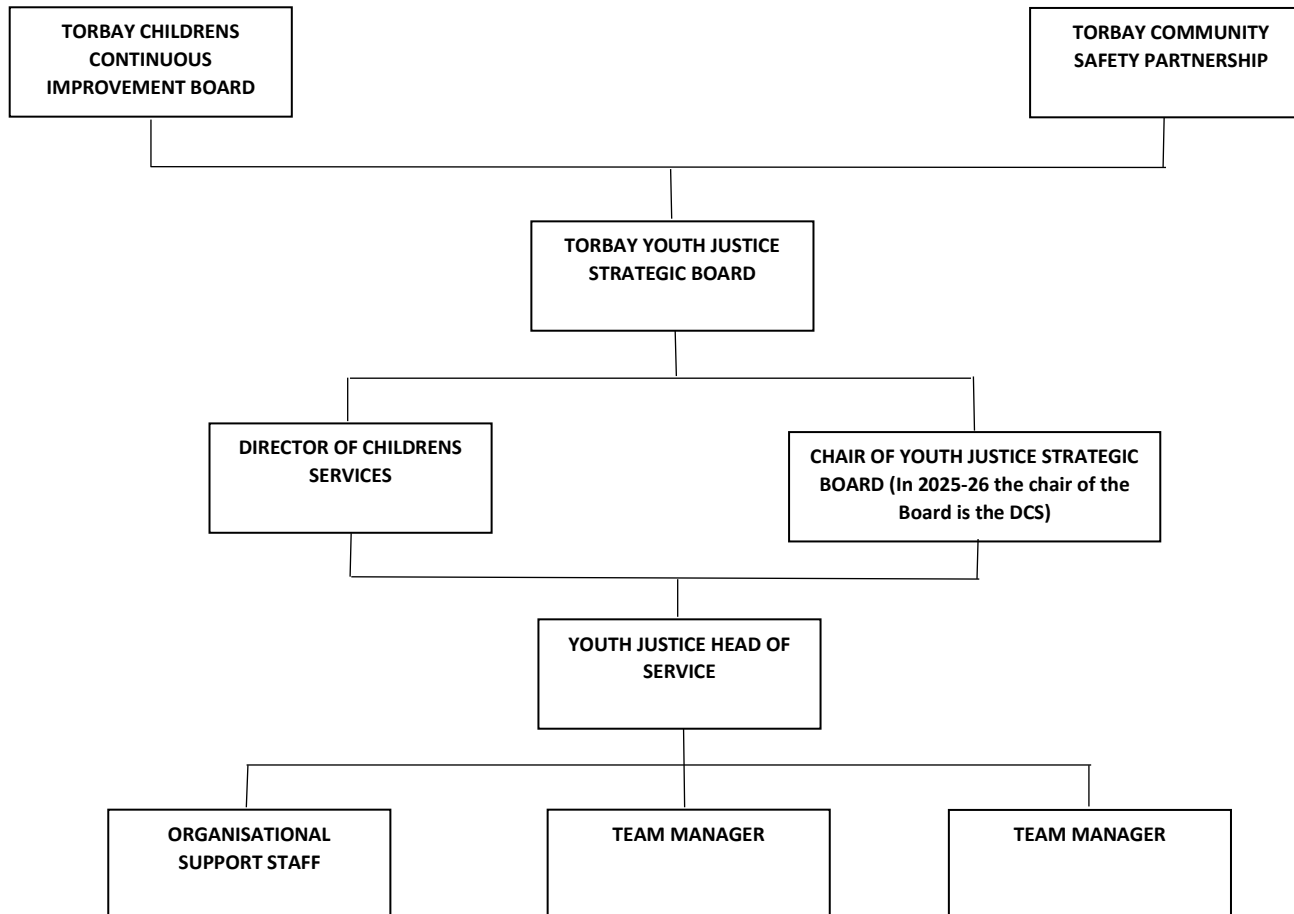 TORBAY CHILDRENS
CONTINUOUS
IMPROVEMENT BOARD
TORBAY COMMUNITY
SAFETY PARTNERSHIP
TORBAY YOUTH JUSTICE
STRATEGIC BOARD
DIRECTOR OF CHILDRENS
SERVICES
CHAIR OF YOUTH JUSTICE STRATEGIC
BOARD (In 2025-26 the chair of the
Board is the DCS)
YOUTH JUSTICE HEAD OF
SERVICE
ORGANISATIONAL
SUPPORT STAFF
TEAM MANAGER
TEAM MANAGER